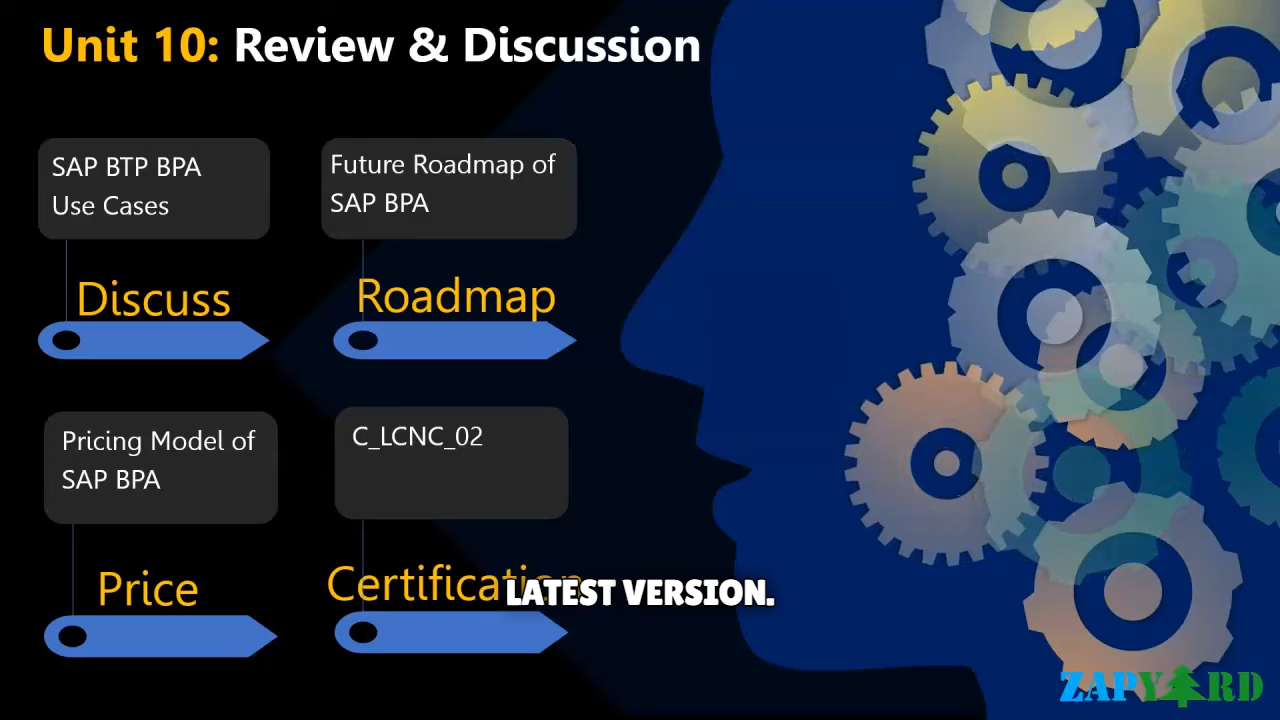 Unit 10: Review & Discussion
SAP BTP BPA
Use Cases
Discuss
Future Roadmap of
SAP BPA
Roadmap
Pricing Model of
SAP BPA
Price
C_LCNC_02
Certification
LATEST VERSION.
ZAPYARD